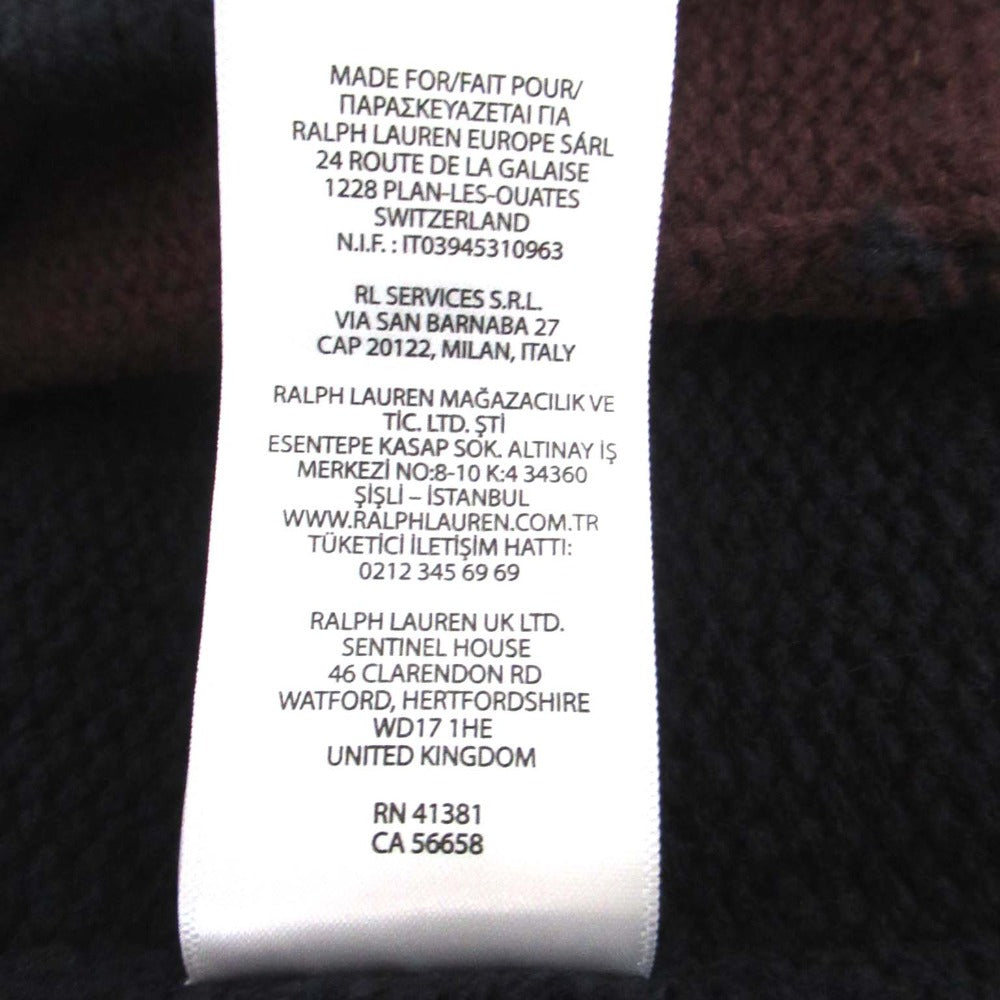 MADE FOR/FAIT POUR/
ΠΑΡΑΣΚΕΥΑΖΕΤΑΙ ΓΙΑ
RALPH LAUREN EUROPE SÁRL
24 ROUTE DE LA GALAISE
1228 PLAN-LES-OUATES
SWITZERLAND
N.I.F. : IT03945310963
RL SERVICES S.R.L.
VIA SAN BARNABA 27
CAP 20122, MILAN, ITALY
RALPH LAUREN MAĞAZACILIK VE
TİC. LTD. ŞTİ
ESENTEPE KASAP SOK. ALTINAY İŞ
MERKEZİ NO:8-10 K:4 34360
ŞİŞLİ – İSTANBUL
WWW.RALPHLAUREN.COM.TR
TÜKETİCİ İLETİŞİM HATTI:
0212 345 69 69
RALPH LAUREN UK LTD.
SENTINEL HOUSE
46 CLARENDON RD
WATFORD, HERTFORDSHIRE
WD17 1HE
UNITED KINGDOM
RN 41381
CA 56658